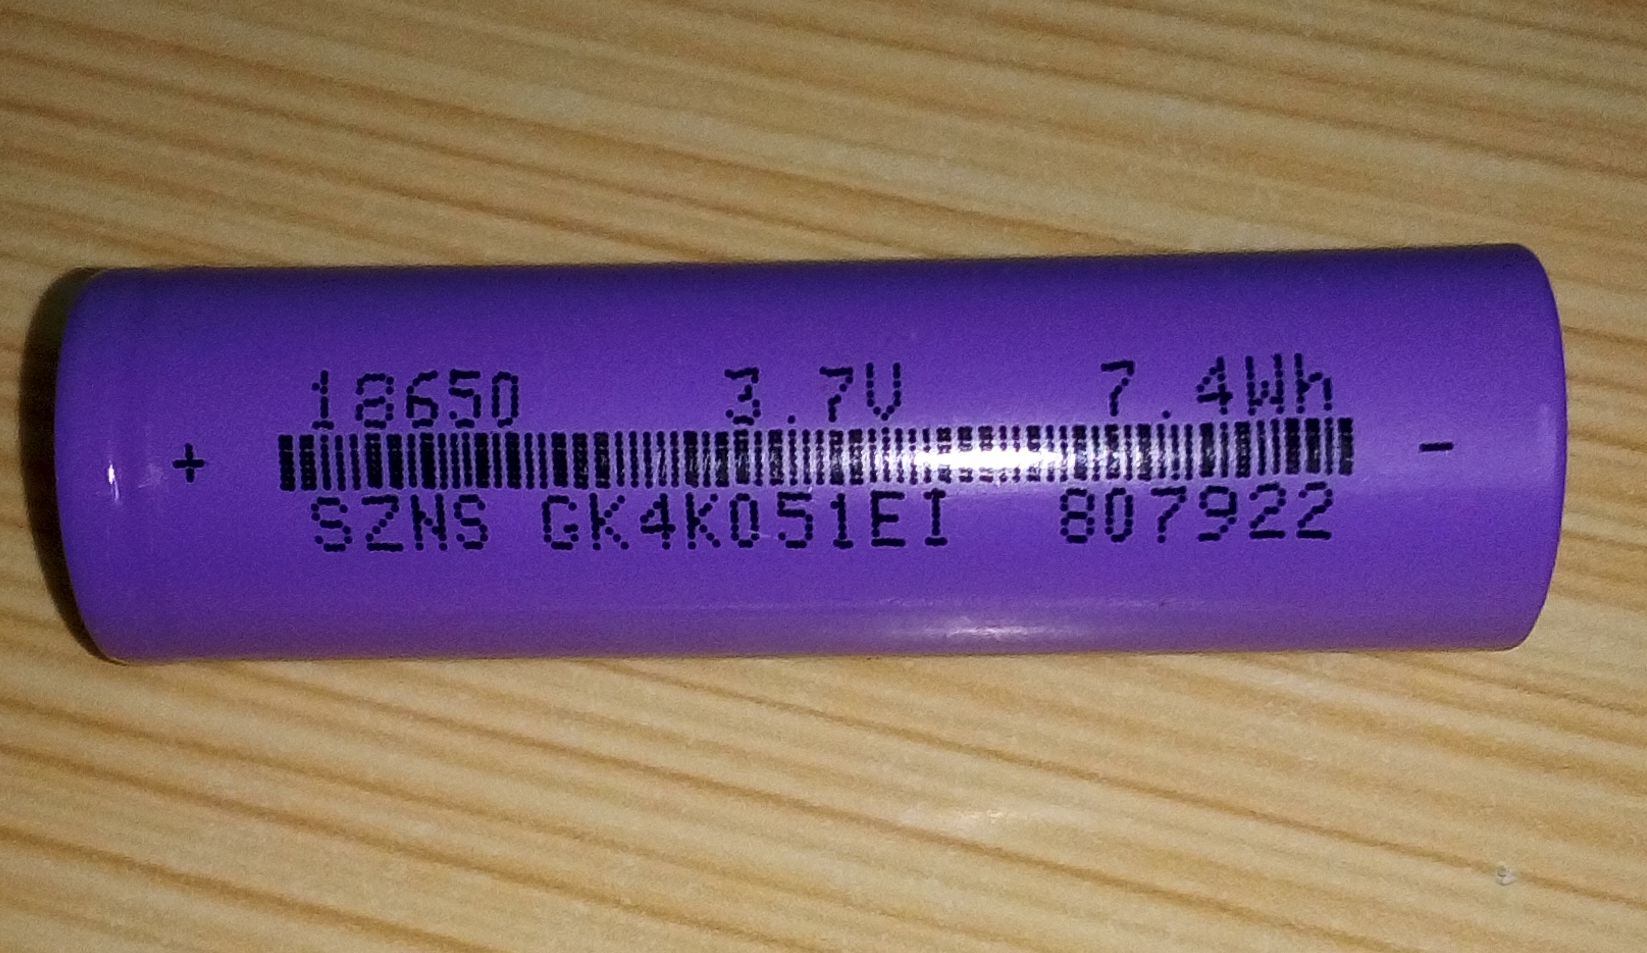 18650 3.7V 7.4Wh
+ -
SZNS GK4K051EI 807922